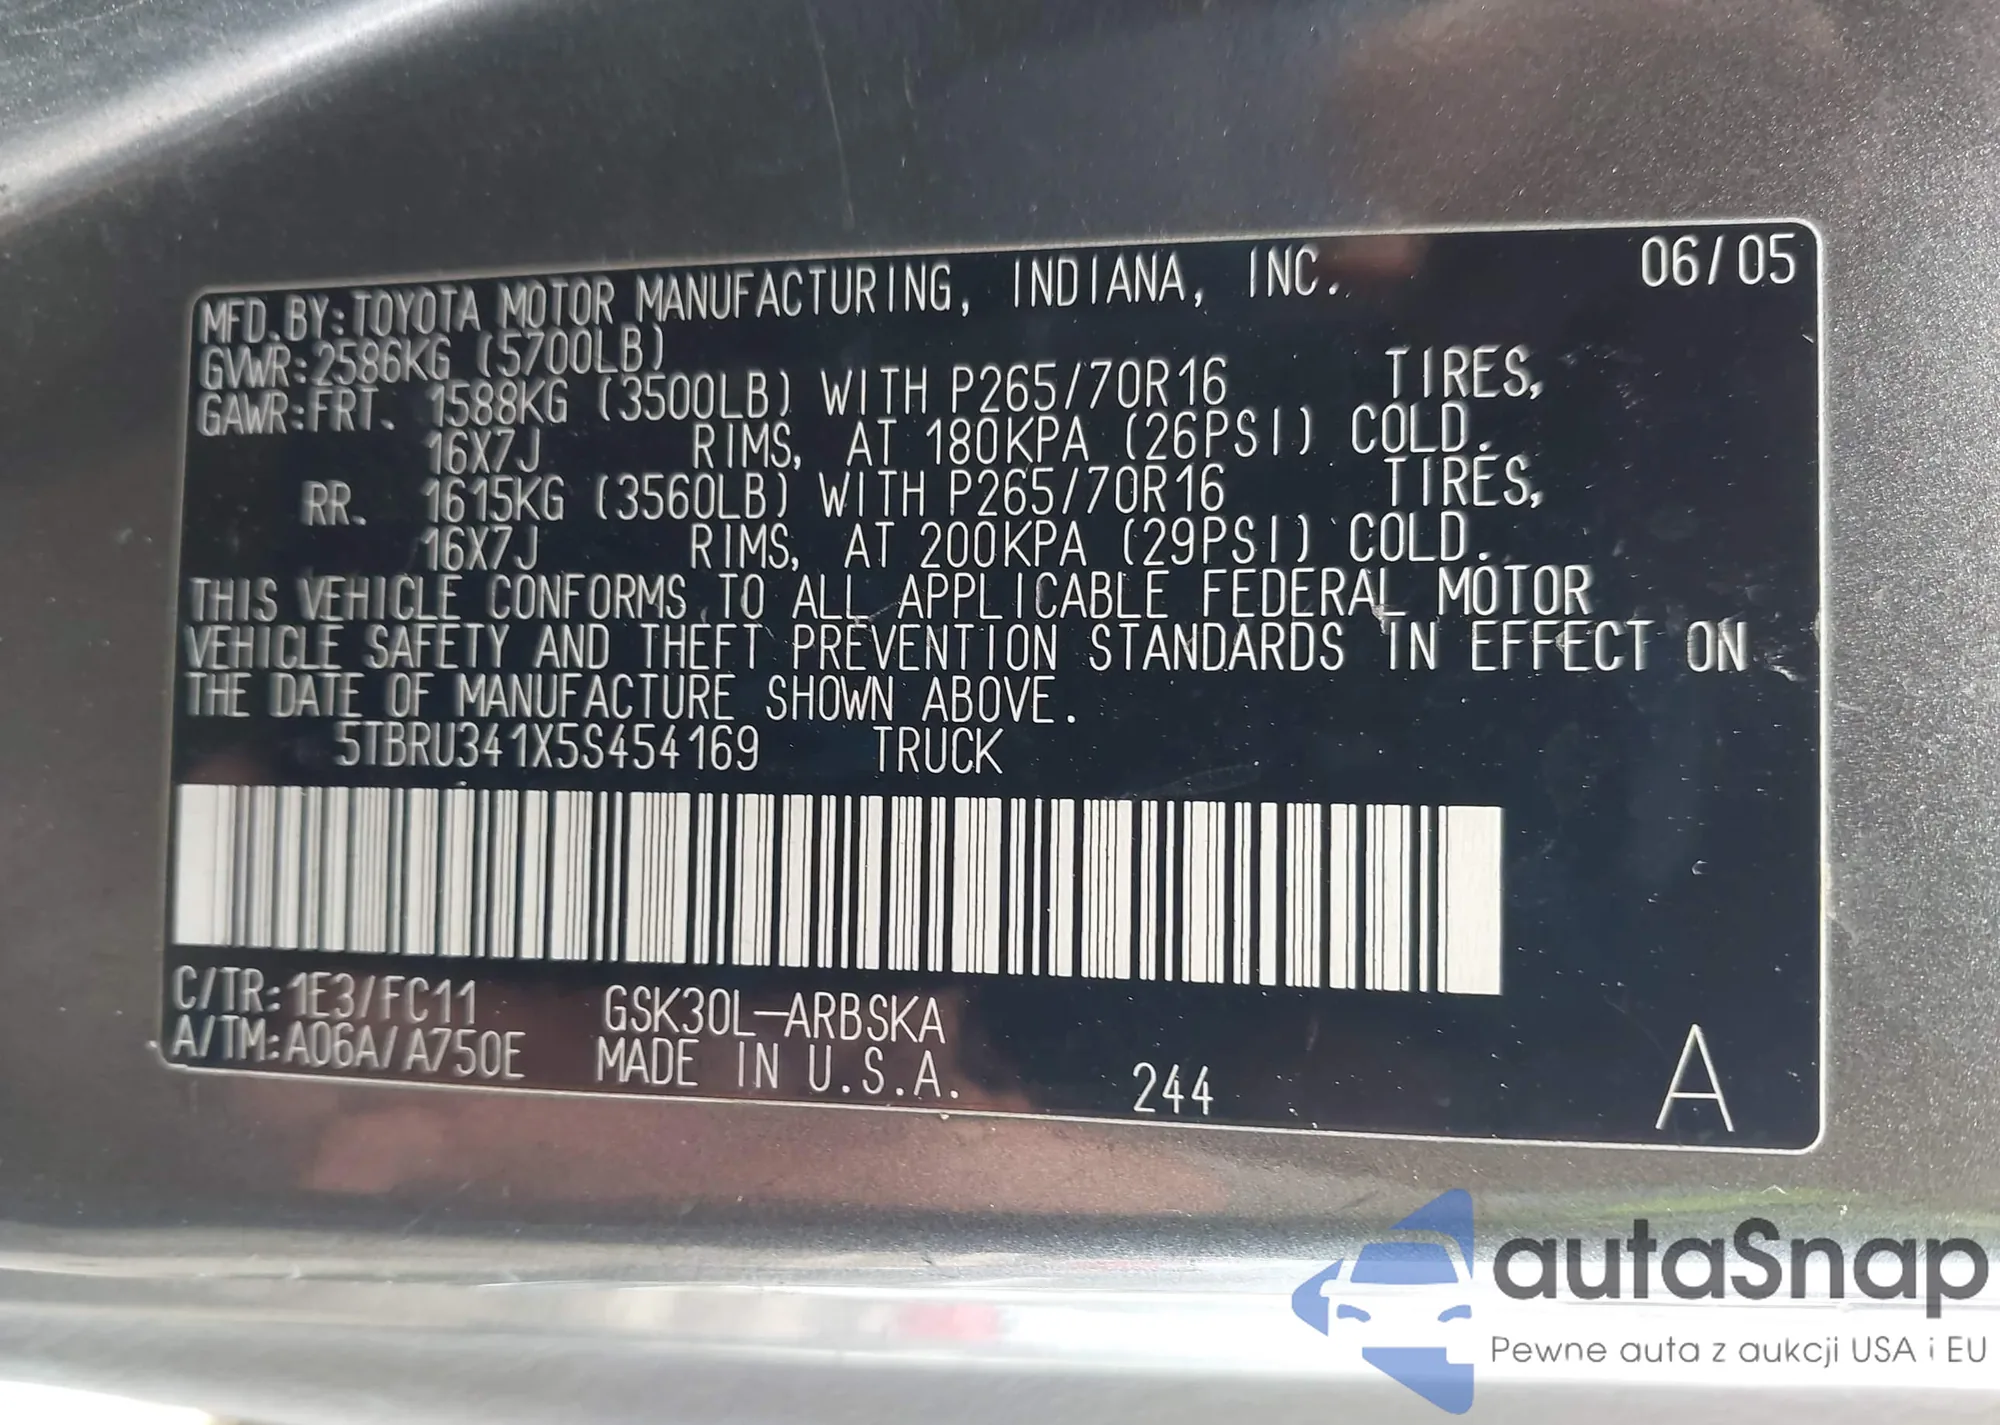 MFD.BY:TOYOTA MOTOR MANUFACTURING, INDIANA, INC. 06/05
GVWR:2586KG (5700LB)
GAWR:FRT. 1588KG (3500LB) WITH P265/70R16 TIRES,
16X7J RIMS, AT 180KPA (26PSI) COLD.
RR. 1615KG (3560LB) WITH P265/70R16 TIRES,
16X7J RIMS, AT 200KPA (29PSI) COLD.
THIS VEHICLE CONFORMS TO ALL APPLICABLE FEDERAL MOTOR
VEHICLE SAFETY AND THEFT PREVENTION STANDARDS IN EFFECT ON
THE DATE OF MANUFACTURE SHOWN ABOVE.
5TBRU341X5S454169 TRUCK
C/TR:1E3/FC11 GSK30L-ARBSKA
A/TM:A06A/A750E MADE IN U.S.A. 244 A
autaSnap
Pewne auta z aukcji USA i EU